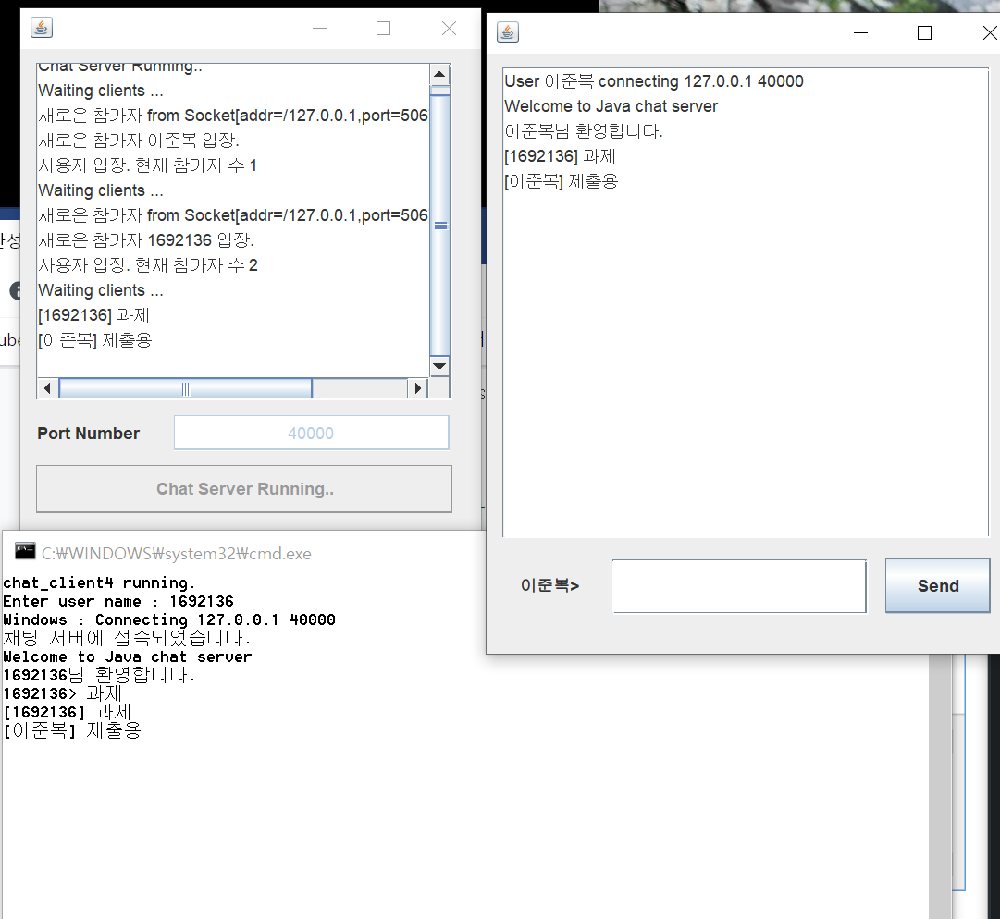 Chat Server Running..
Waiting clients ...
새로운 참가자 from Socket[addr=/127.0.0.1,port=506
새로운 참가자 이준복 입장.
사용자 입장. 현재 참가자 수 1
Waiting clients ...
새로운 참가자 from Socket[addr=/127.0.0.1,port=506
새로운 참가자 1692136 입장.
사용자 입장. 현재 참가자 수 2
Waiting clients ...
[1692136] 과제
[이준복] 제출용
Port Number
40000
Chat Server Running..
User 이준복 connecting 127.0.0.1 40000
Welcome to Java chat server
이준복님 환영합니다.
[1692136] 과제
[이준복] 제출용
이준복>
Send
C:₩WINDOWS₩system32₩cmd.exe
chat_client4 running.
Enter user name : 1692136
Windows : Connecting 127.0.0.1 40000
채팅 서버에 접속되었습니다.
Welcome to Java chat server
1692136님 환영합니다.
1692136> 과제
[1692136] 과제
[이준복] 제출용